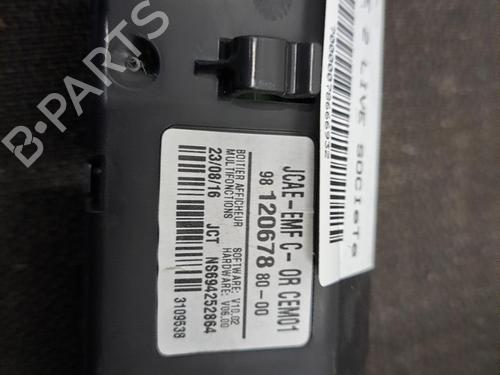 JCAE-EMF C-OR CEM01
98 120678 80-00
BOITIER AFFICHEUR
MULTIFONCTIONS
SOFTWARE: V10.02
HARDWARE: V06.00
23/08/16 JCT NS694252864
3109538
2 LIVE SOCIETE
B-PARTS